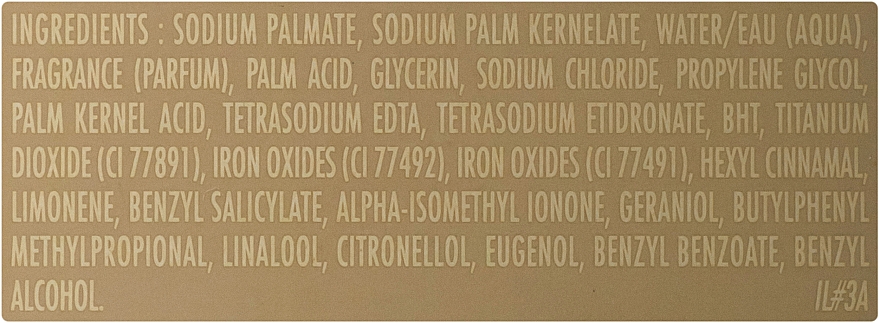 INGREDIENTS : SODIUM PALMATE, SODIUM PALM KERNELATE, WATER/EAU (AQUA),
FRAGRANCE (PARFUM), PALM ACID, GLYCERIN, SODIUM CHLORIDE, PROPYLENE GLYCOL,
PALM KERNEL ACID, TETRASODIUM EDTA, TETRASODIUM ETIDRONATE, BHT, TITANIUM
DIOXIDE (CI 77891), IRON OXIDES (CI 77492), IRON OXIDES (CI 77491), HEXYL CINNAMAL,
LIMONENE, BENZYL SALICYLATE, ALPHA-ISOMETHYL IONONE, GERANIOL, BUTYLPHENYL
METHYLPROPIONAL, LINALOOL, CITRONELLOL, EUGENOL, BENZYL BENZOATE, BENZYL
ALCOHOL. IL#3A